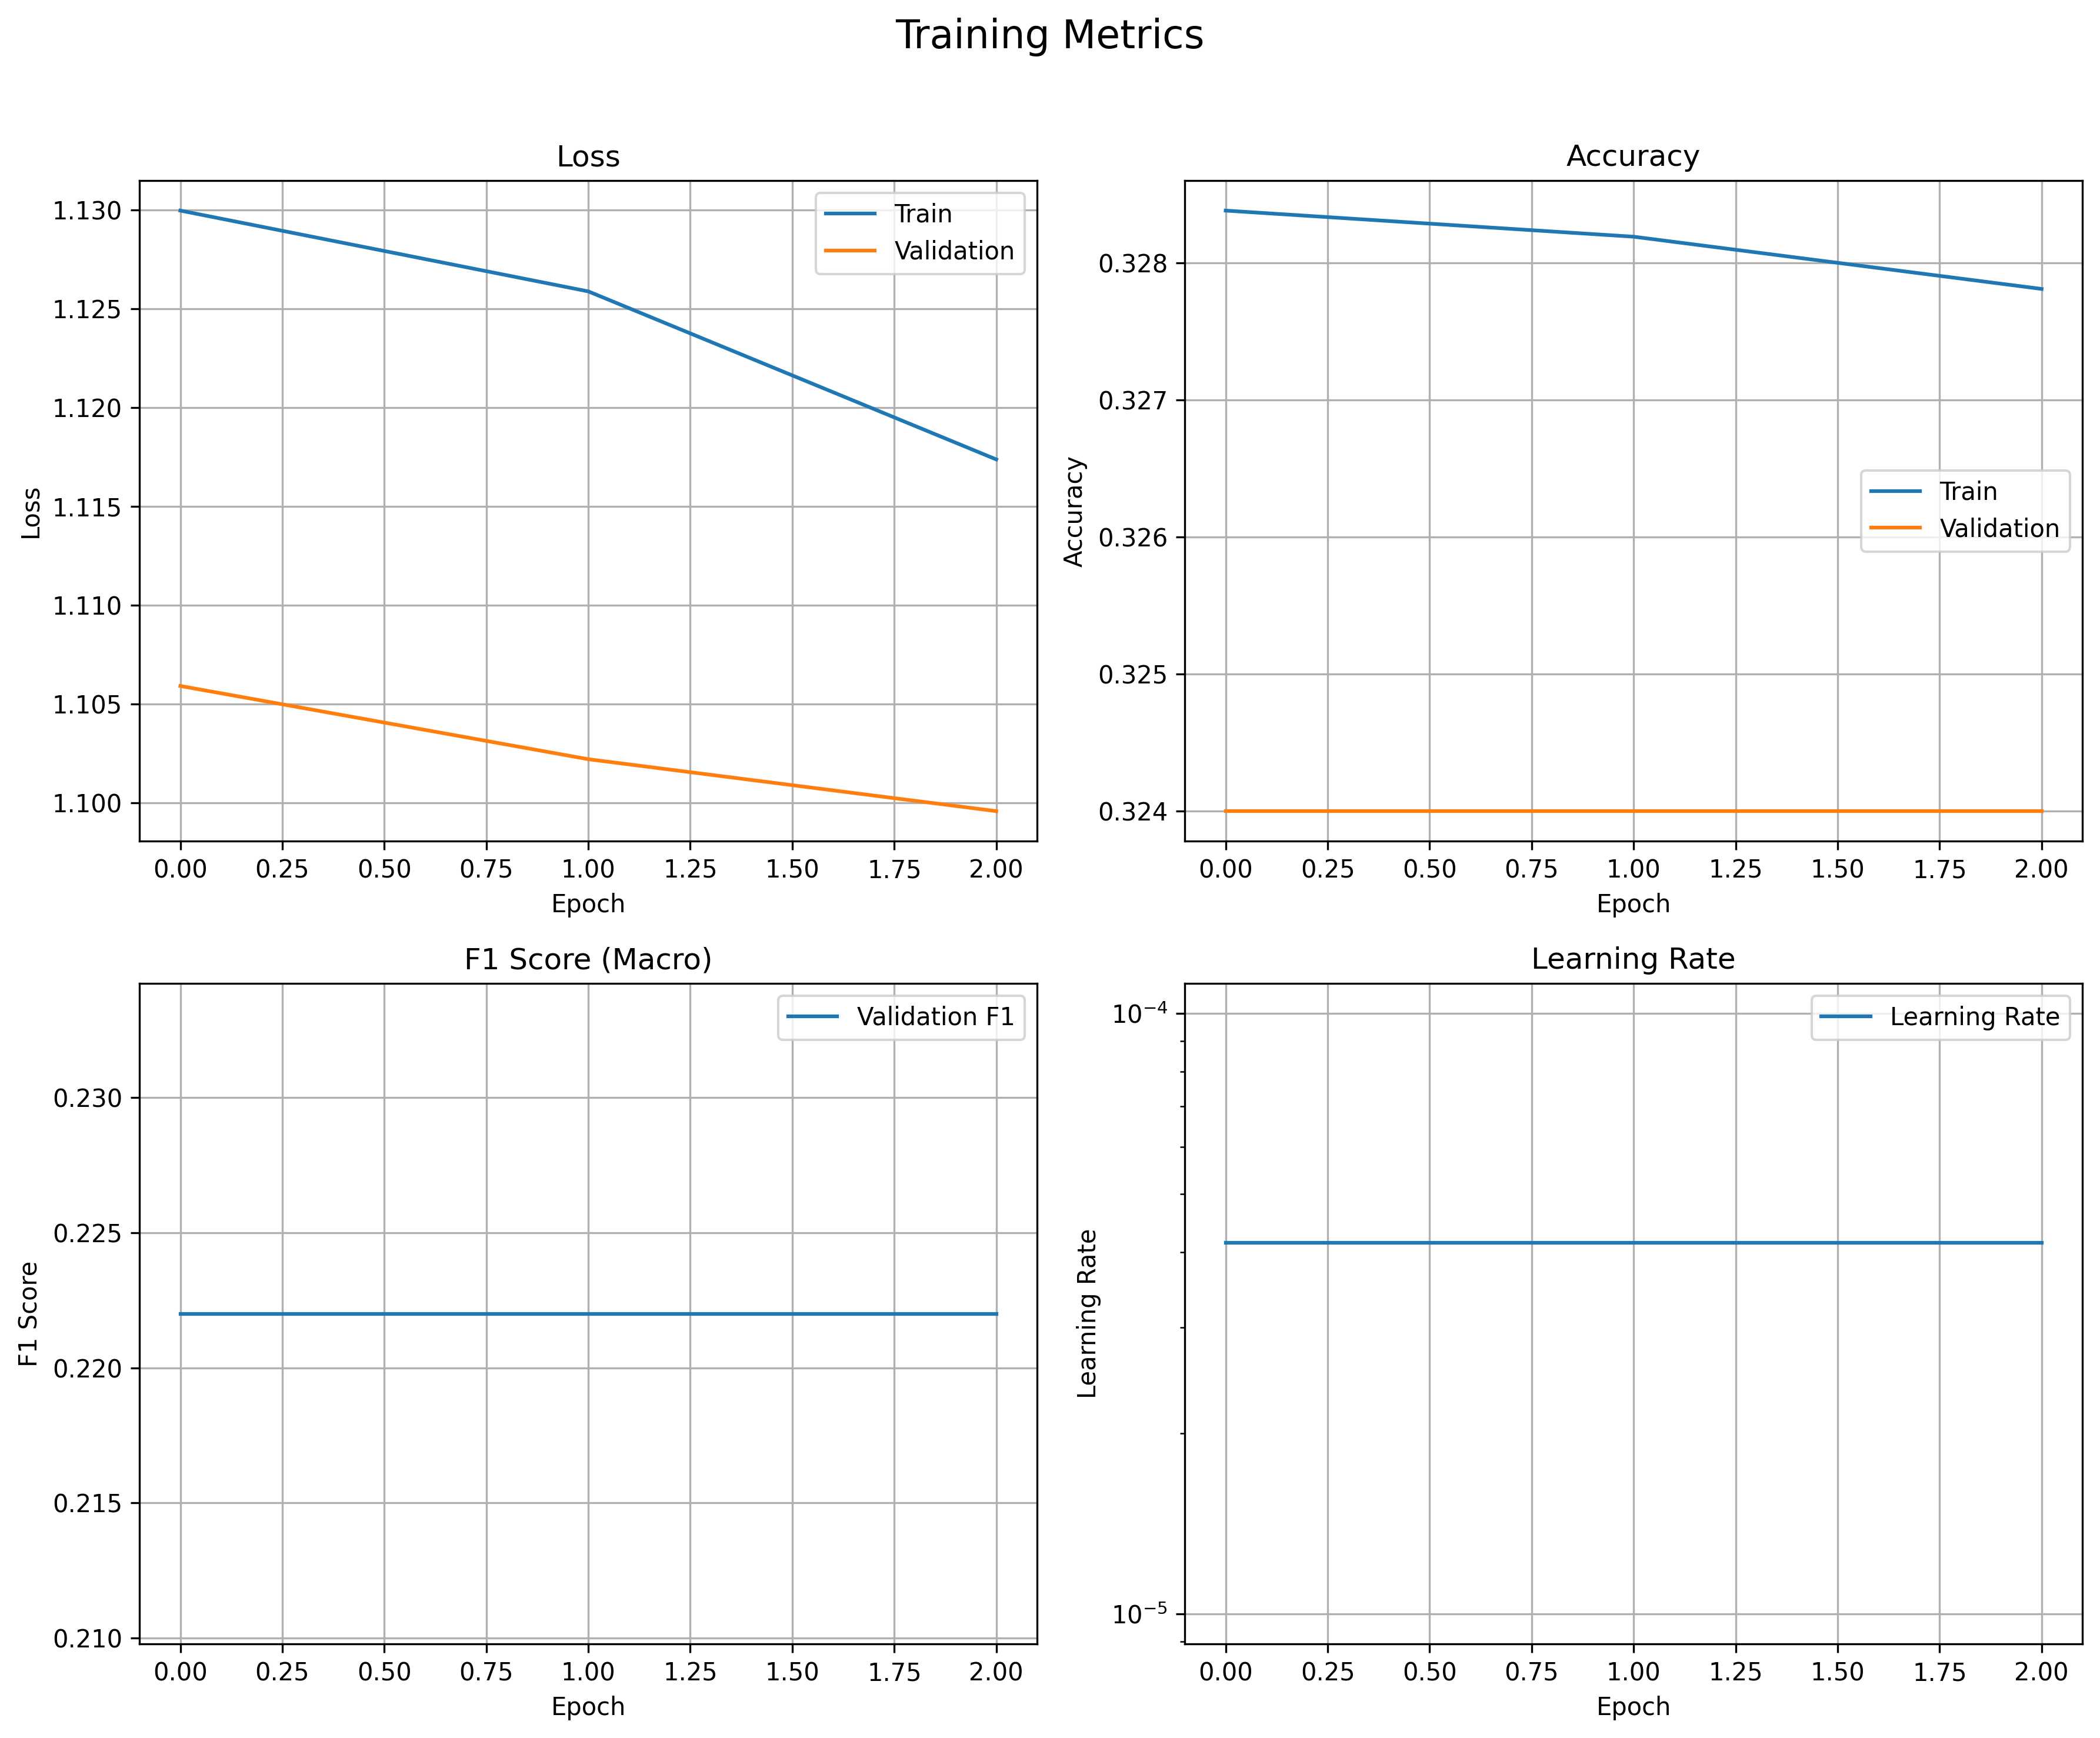 Training Metrics
Loss
1.130
1.125
1.120
1.115
1.110
1.105
1.100
Loss
Train
Validation
0.00 0.25 0.50 0.75 1.00 1.25 1.50 1.75 2.00
Epoch
Accuracy
0.328
0.327
0.326
0.325
0.324
Accuracy
Train
Validation
0.00 0.25 0.50 0.75 1.00 1.25 1.50 1.75 2.00
Epoch
F1 Score (Macro)
0.230
0.225
0.220
0.215
0.210
F1 Score
Validation F1
0.00 0.25 0.50 0.75 1.00 1.25 1.50 1.75 2.00
Epoch
Learning Rate
10⁻⁴
10⁻⁵
Learning Rate
Learning Rate
0.00 0.25 0.50 0.75 1.00 1.25 1.50 1.75 2.00
Epoch